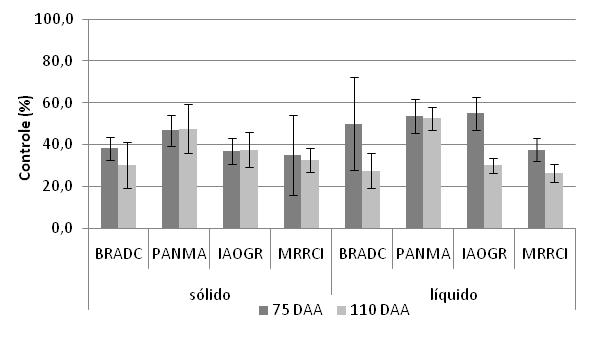 100,0
80,0
60,0
40,0
20,0
0,0
Controle (%)
BRADC PANMA IAOGR MRRCI BRADC PANMA IAOGR MRRCI
sólido líquido
75 DAA 110 DAA